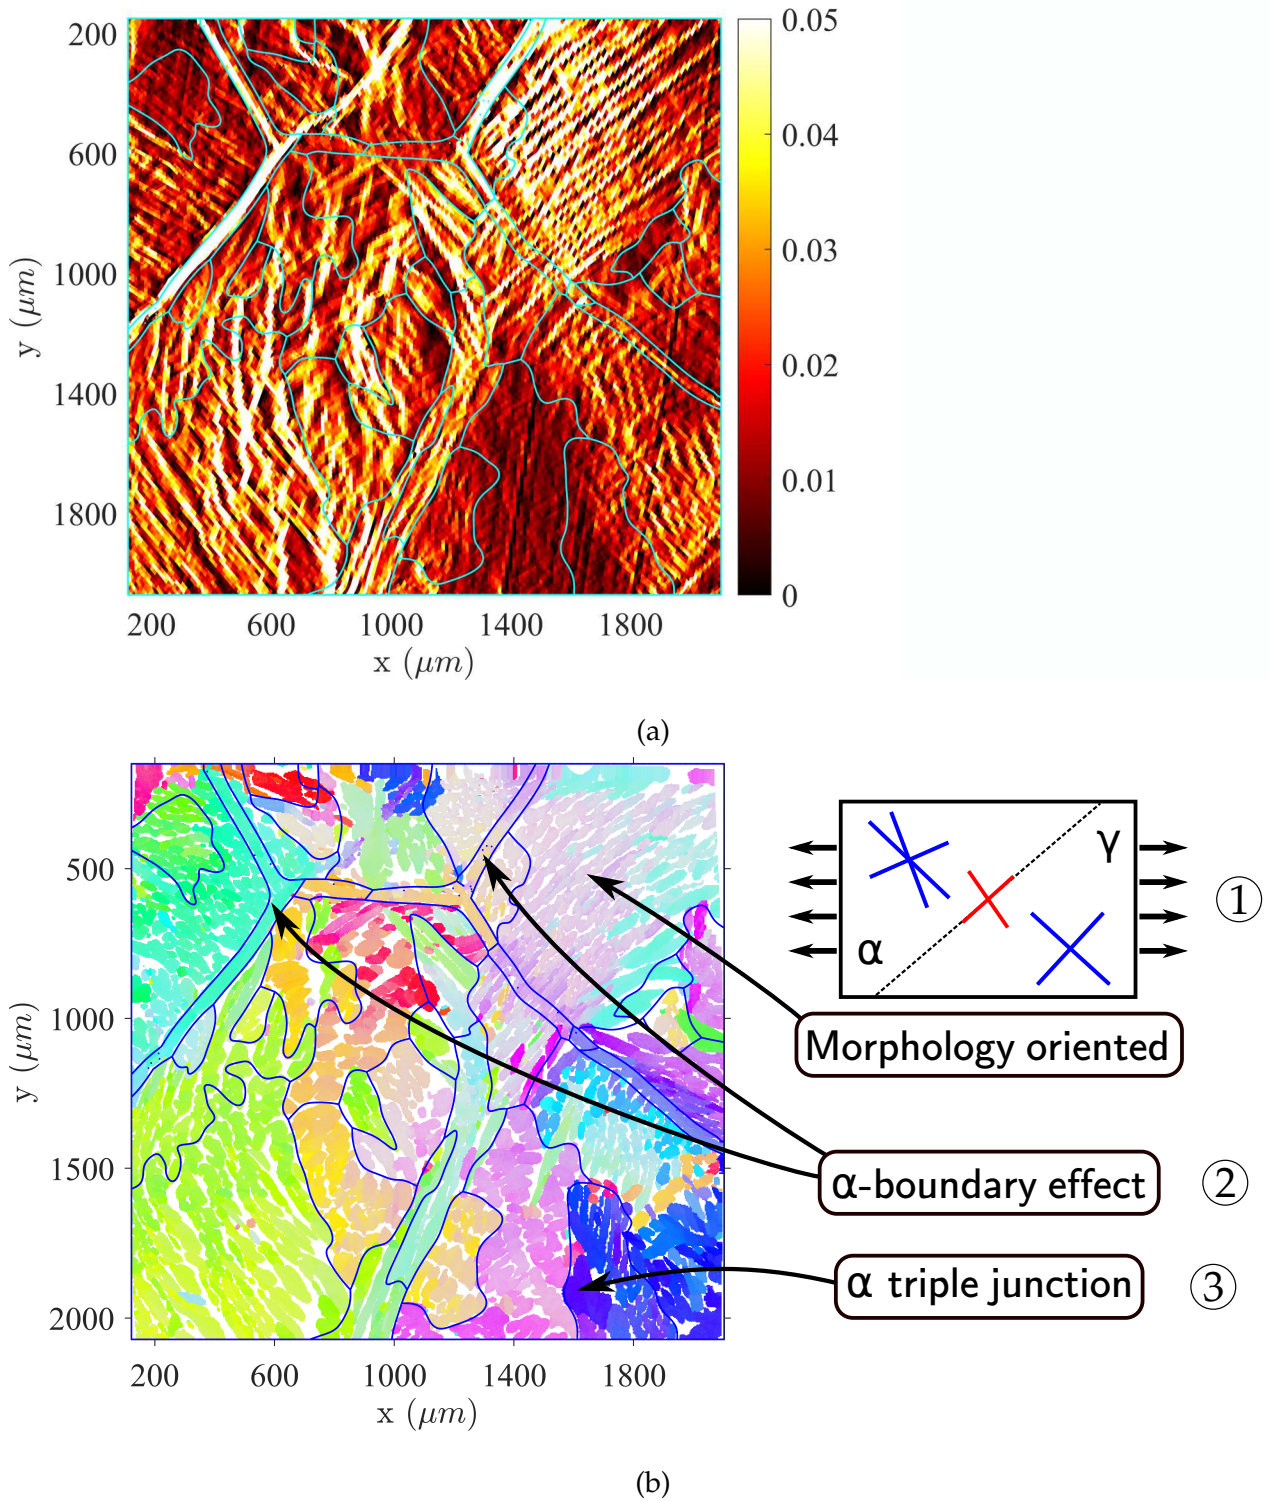 0.05
200
0.04
600
0.03
1000
y (μm)
0.02
1400
0.01
1800
0
200 600 1000 1400 1800
x (μm)
(a)
γ
500
①
α
1000
Morphology oriented
y (μm)
1500
α-boundary effect ②
α triple junction ③
2000
200 600 1000 1400 1800
x (μm)
(b)